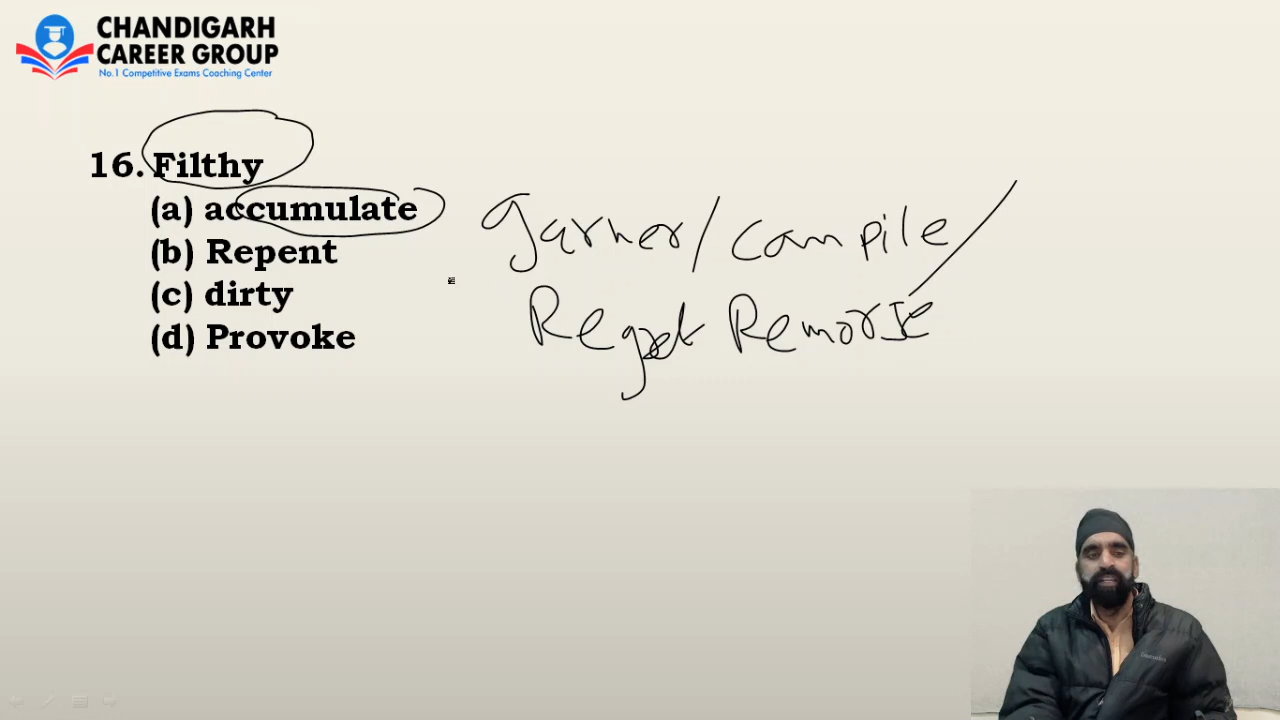 CHANDIGARH
CAREER GROUP
No.1 Competitive Exams Coaching Center
16. Filthy
(a) accumulate
(b) Repent
(c) dirty
(d) Provoke
garner/compile/
Regret Remorse